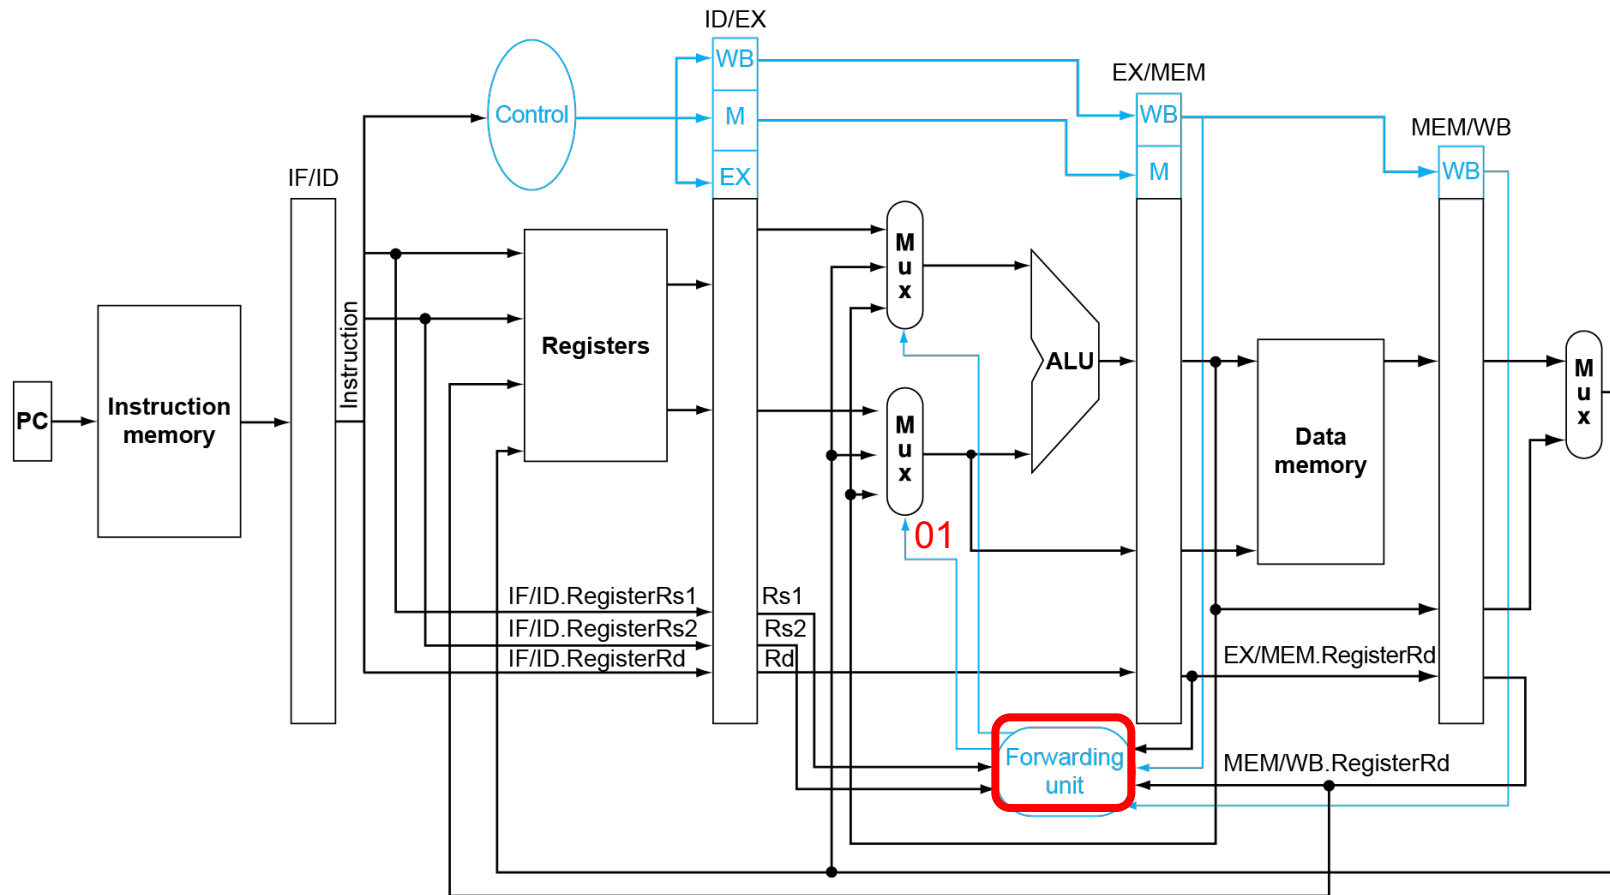 ID/EX
WB
EX/MEM
Control
M
WB
MEM/WB
IF/ID
EX
M
WB
M
u
x
Instruction
Registers
ALU
M
u
x
PC
Instruction
memory
M
u
x
Data
memory
01
IF/ID.RegisterRs1
Rs1
IF/ID.RegisterRs2
Rs2
IF/ID.RegisterRd
Rd
EX/MEM.RegisterRd
Forwarding
unit
MEM/WB.RegisterRd